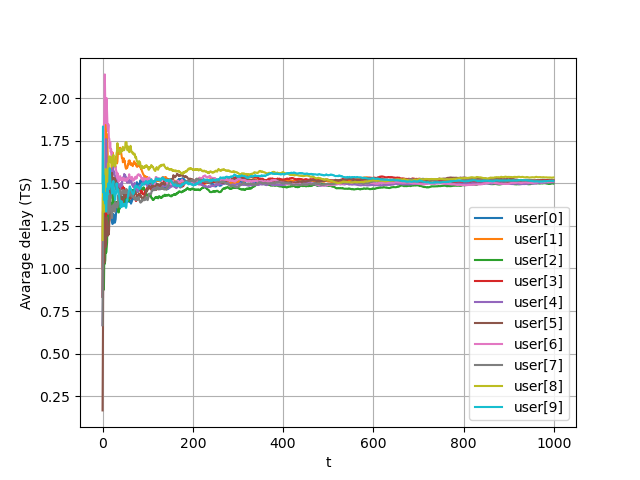 2.00
1.75
1.50
1.25
1.00
0.75
0.50
0.25
Avarage delay (TS)
0 200 400 600 800 1000
t
user[0]
user[1]
user[2]
user[3]
user[4]
user[5]
user[6]
user[7]
user[8]
user[9]